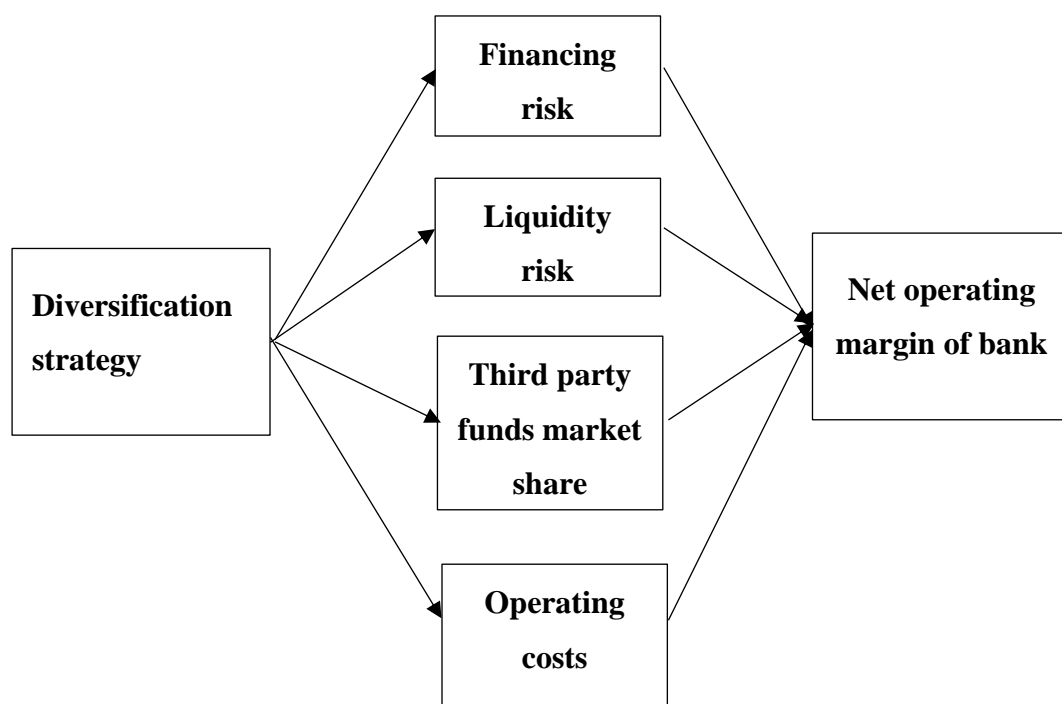 Financing
risk
Liquidity
risk
Diversification
strategy
Net operating
margin of bank
Third party
funds market
share
Operating
costs